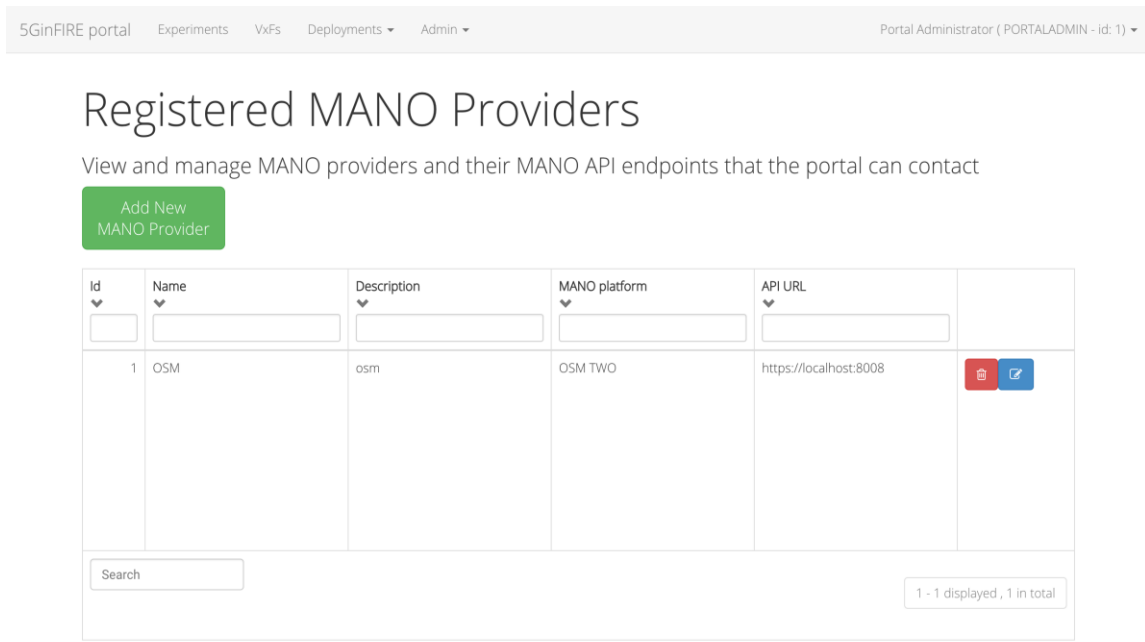 5GinFIRE portal Experiments VxFs Deployments Admin Portal Administrator ( PORTALADMIN - id: 1)
Registered MANO Providers
View and manage MANO providers and their MANO API endpoints that the portal can contact
Add New
MANO Provider
Id Name Description MANO platform API URL
1 OSM osm OSM TWO https://localhost:8008
Search
1 - 1 displayed , 1 in total